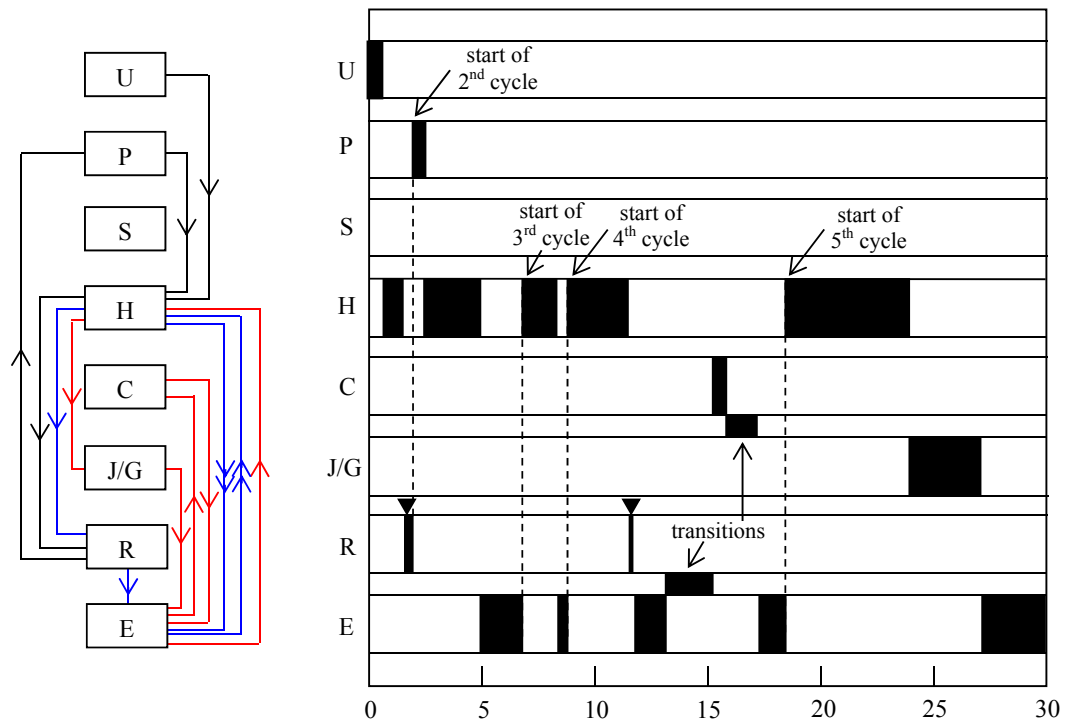 U
P
S
H
C
J/G
R
E
U
P
S
H
C
J/G
R
E
start of
2nd cycle
start of
3rd cycle
start of
4th cycle
start of
5th cycle
transitions
0 5 10 15 20 25 30